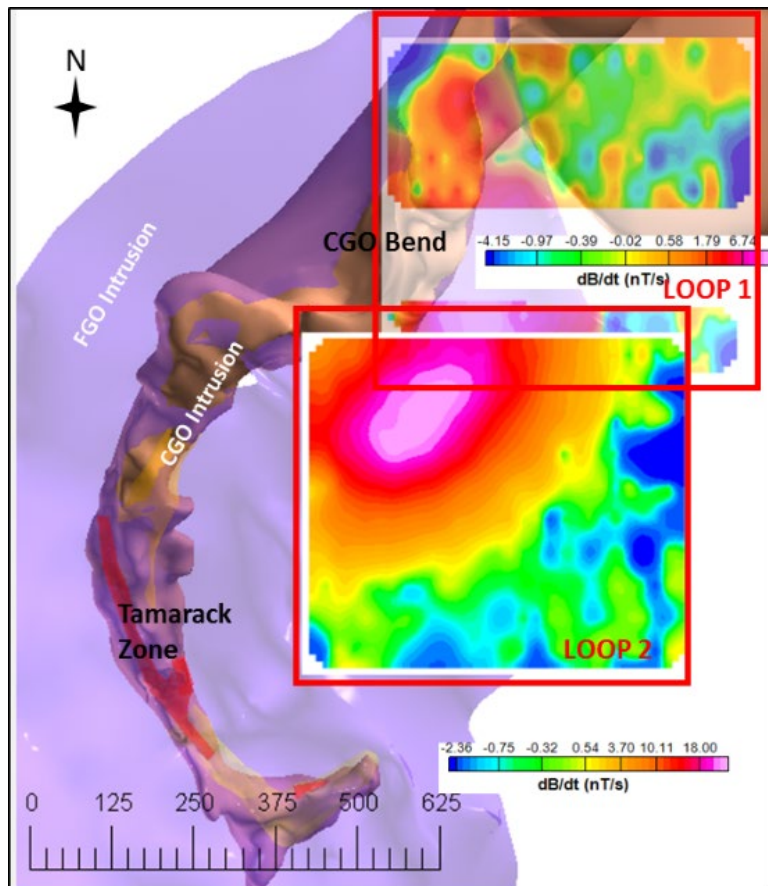 N
FGO Intrusion
CGO Bend
-4.15 -0.97 -0.39 -0.02 0.58 1.79 6.74
dB/dt (nT/s)
LOOP 1
CGO Intrusion
Tamarack
Zone
LOOP 2
-2.36 -0.75 -0.32 0.54 3.70 10.11 18.00
dB/dt (nT/s)
0 125 250 375 500 625